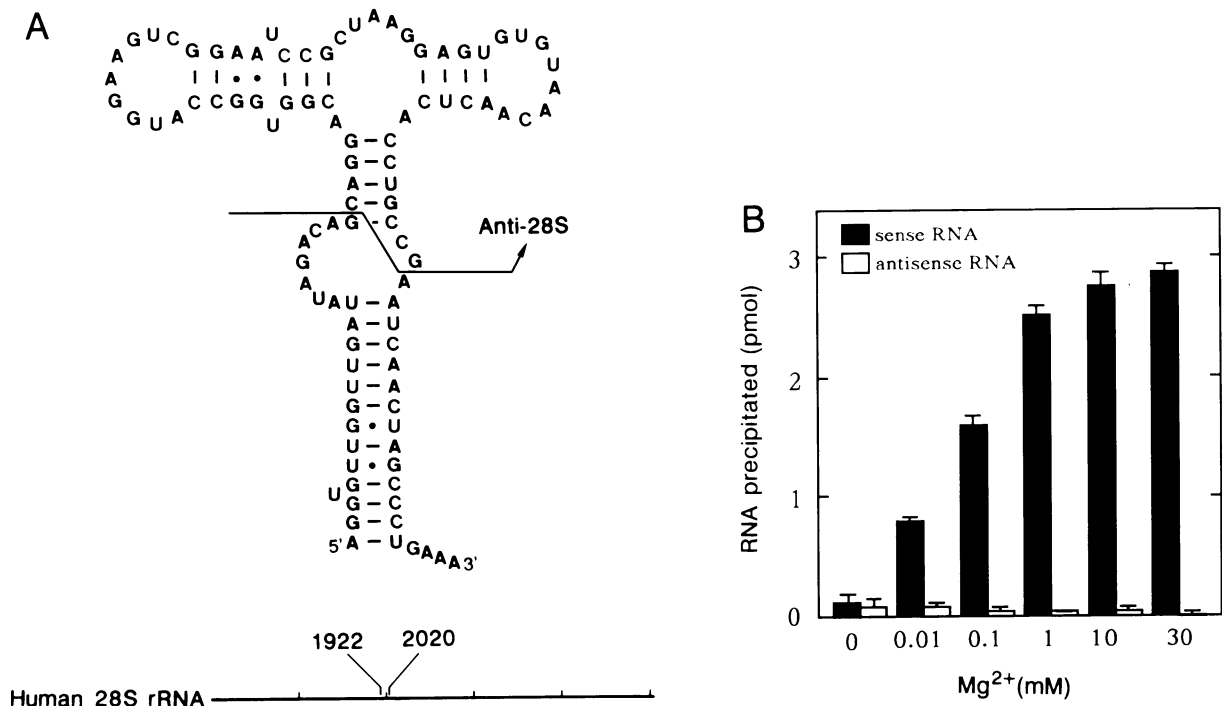 A
U
A A G U C G G A A C C G C U A A G G A G U G U G U A
A G G U A C C G G G G C A A C U C A A C A
U
A
G – C
G – C
A – U
C – G
A C A G - C
A C
G G
A A
U A U – A
A – U
G – C
U – A
U – A
G – C
G • U
U – A
U • G
U G – C
G – C
G – C
5' A – U G A A A 3'
Anti-28S
1922 2020
Human 28S rRNA
B
sense RNA
antisense RNA
RNA precipitated (pmol)
3
2
1
0
0 0.01 0.1 1 10 30
Mg²⁺(mM)